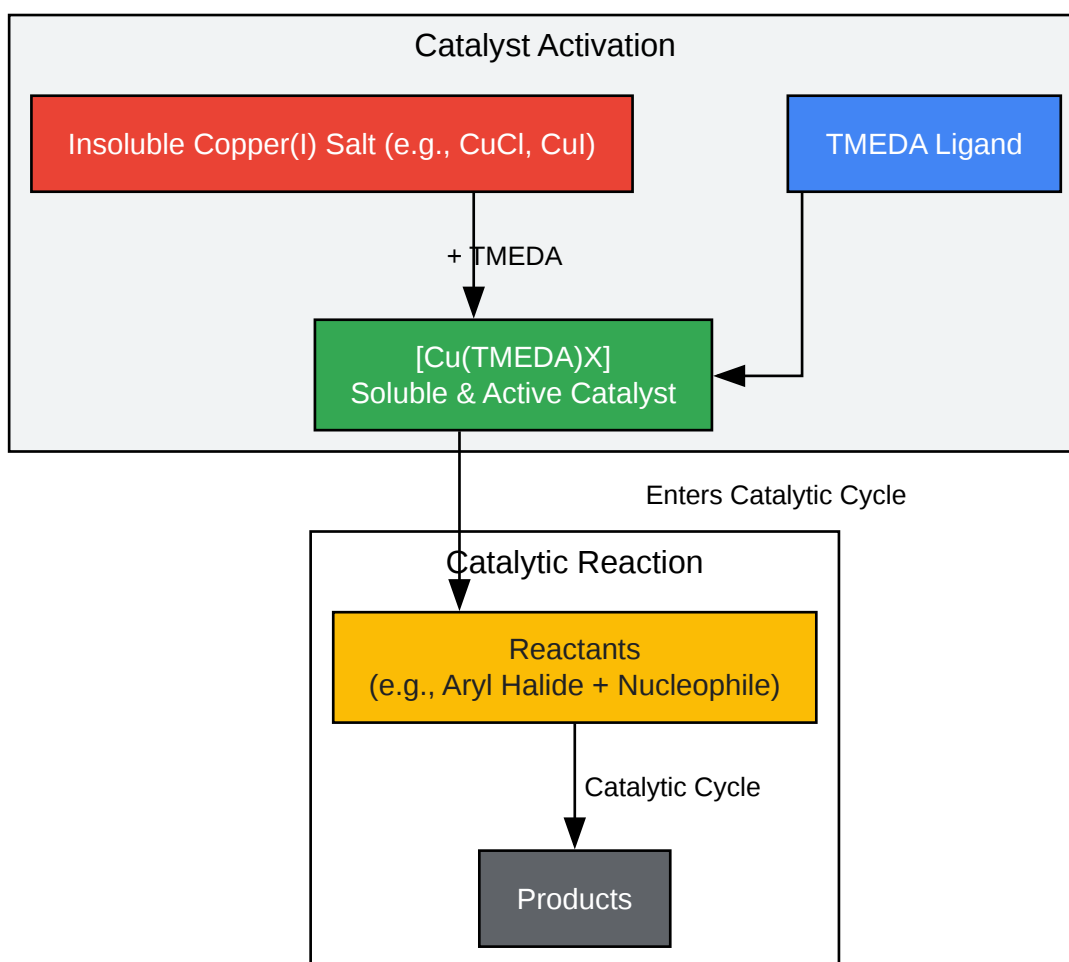 Catalyst Activation
Insoluble Copper(I) Salt (e.g., CuCl, CuI)
TMEDA Ligand
+ TMEDA
[Cu(TMEDA)X]
Soluble & Active Catalyst
Enters Catalytic Cycle
Catalytic Reaction
Reactants
(e.g., Aryl Halide + Nucleophile)
Catalytic Cycle
Products